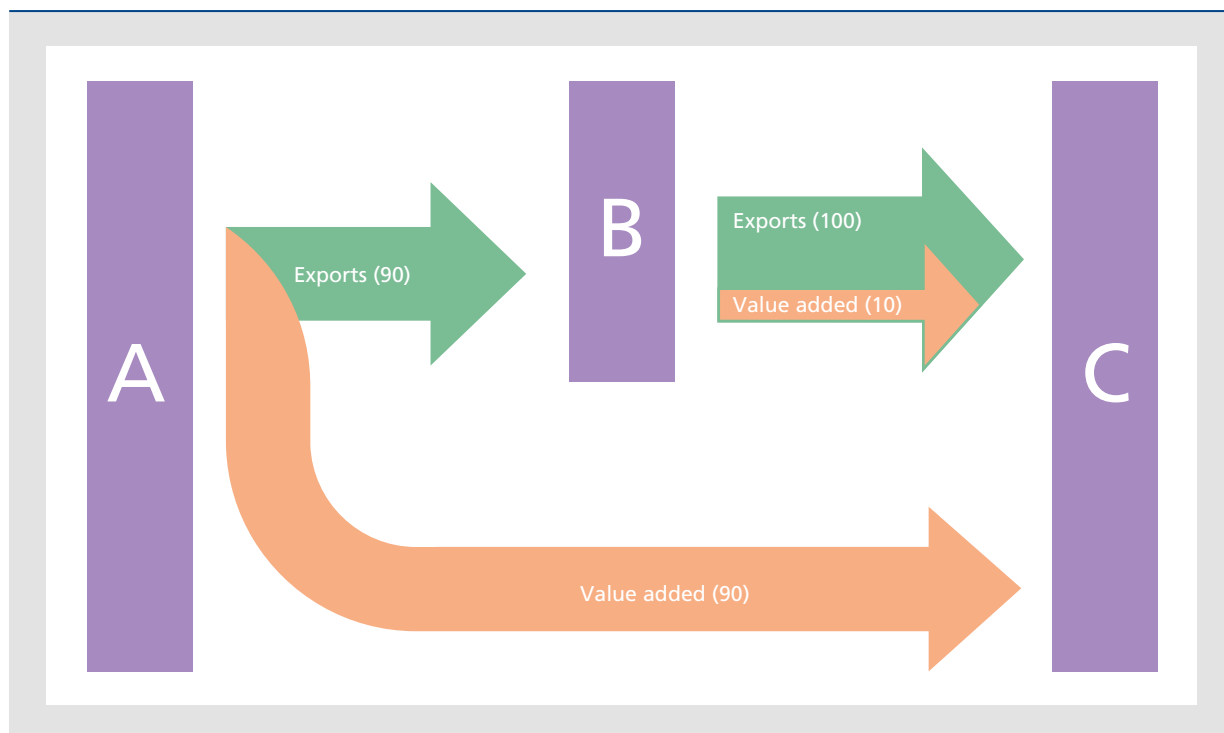 A
B
C
Exports (90)
Exports (100)
Value added (10)
Value added (90)